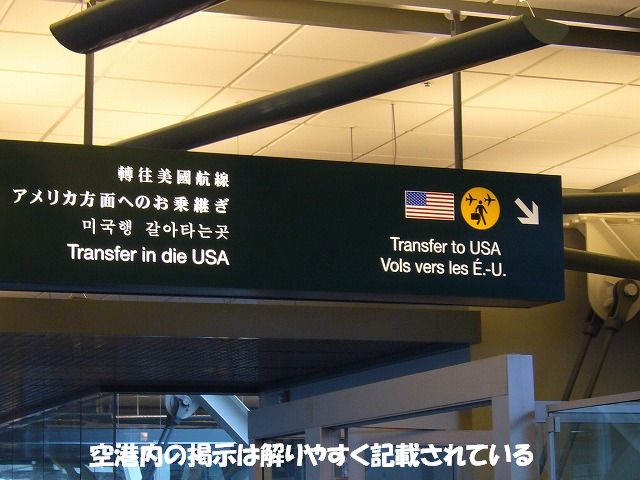 轉往美國航線
アメリカ方面へのお乗継ぎ
미국행 갈아타는곳
Transfer in die USA
Transfer to USA
Vols vers les É.-U.
空港内の掲示は解りやすく記載されている